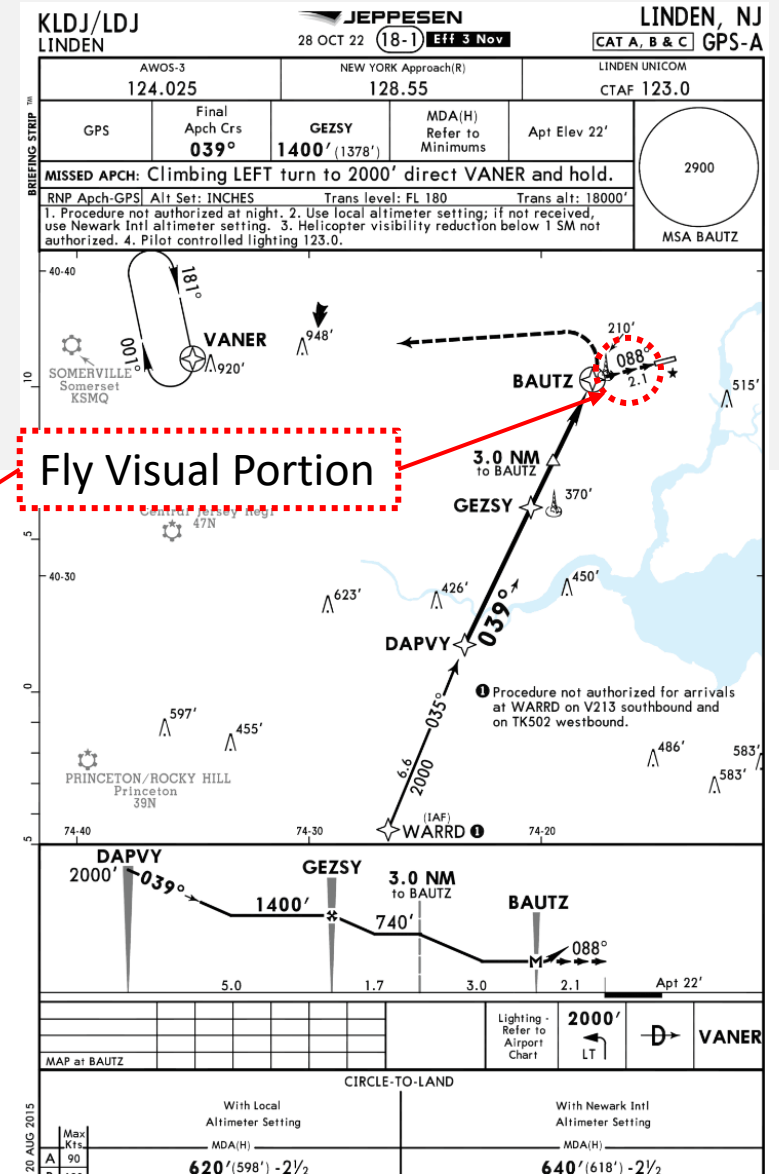 KLDJ/LDJ
LINDEN
JEPPESEN
28 OCT 22 18-1 Eff 3 Nov
LINDEN, NJ
CAT A, B & C GPS-A
BRIEFING STRIP TM
AWOS-3
124.025
NEW YORK Approach(R)
128.55
LINDEN UNICOM
CTAF 123.0
GPS
Final
Apch Crs
039°
GEZSY
1400'(1378')
MDA(H)
Refer to
Minimums
Apt Elev 22'
2900
MSA BAUTZ
MISSED APCH: Climbing LEFT turn to 2000' direct VANER and hold.
RNP Apch-GPS Alt Set: INCHES Trans level: FL 180 Trans alt: 18000'
1. Procedure not authorized at night. 2. Use local altimeter setting; if not received,
use Newark Intl altimeter setting. 3. Helicopter visibility reduction below 1 SM not
authorized. 4. Pilot controlled lighting 123.0.
40-40
181°
001°
VANER
920'
948'
SOMERVILLE
Somerset
KSMQ
210'
088°
2.1
BAUTZ
515'
10
Fly Visual Portion
3.0 NM
to BAUTZ
GEZSY
370'
Central Jersey Regl
47N
5
40-30
623'
426'
450'
039°
DAPVY
0
1 Procedure not authorized for arrivals
at WARRD on V213 southbound and
on TK502 westbound.
597'
455'
035°
486'
583'
583'
PRINCETON/ROCKY HILL
Princeton
39N
6.6
2000
(IAF)
WARRD 1
5
74-40
74-30
74-20
DAPVY
2000'
039°
1400'
GEZSY
740'
3.0 NM
to BAUTZ
BAUTZ
M
088°
5.0
1.7
3.0
2.1
Apt 22'
MAP at BAUTZ
Lighting -
Refer to
Airport
Chart
2000'
LT
D
VANER
CIRCLE-TO-LAND
20 AUG 2015
With Local
Altimeter Setting
With Newark Intl
Altimeter Setting
Max
Kts
MDA(H)
MDA(H)
A 90
620'(598') -2½
640'(618') -2½